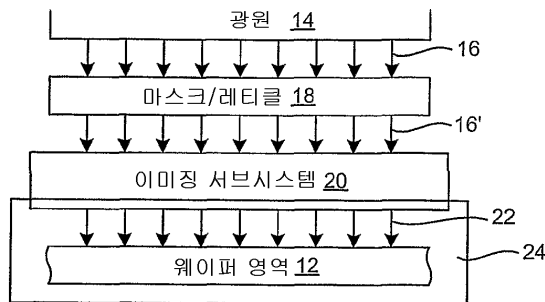 광원 14
16
마스크/레티클 18
16'
이미징 서브시스템 20
22
24
웨이퍼 영역 12